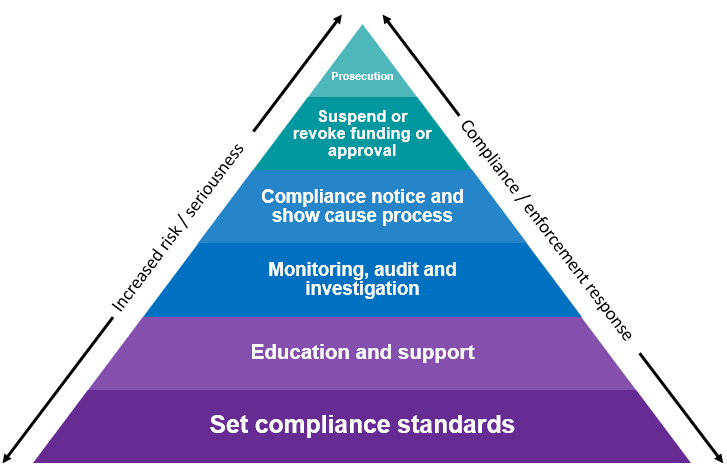 Prosecution
Suspend or
revoke funding or
approval
Compliance notice and
show cause process
Monitoring, audit and
investigation
Education and support
Set compliance standards
Increased risk / seriousness
Compliance / enforcement response